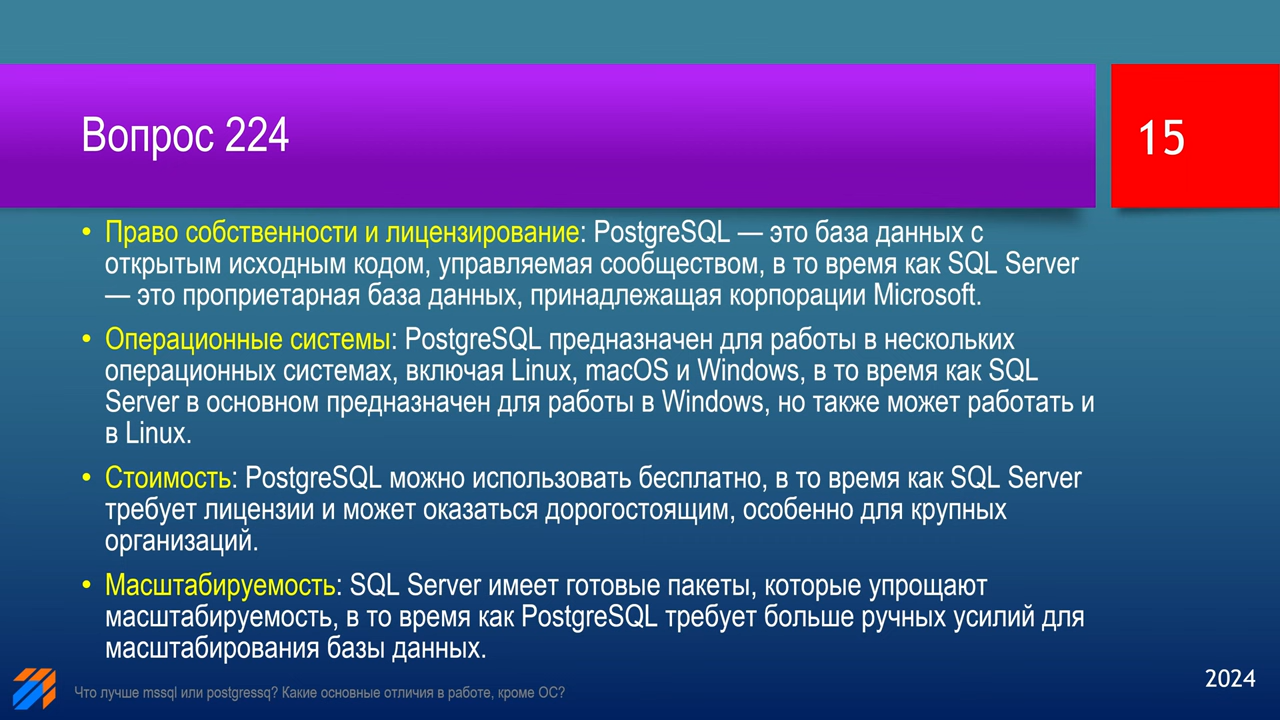 Вопрос 224
15
• Право собственности и лицензирование: PostgreSQL — это база данных с
открытым исходным кодом, управляемая сообществом, в то время как SQL Server
— это проприетарная база данных, принадлежащая корпорации Microsoft.
• Операционные системы: PostgreSQL предназначен для работы в нескольких
операционных системах, включая Linux, macOS и Windows, в то время как SQL
Server в основном предназначен для работы в Windows, но также может работать и
в Linux.
• Стоимость: PostgreSQL можно использовать бесплатно, в то время как SQL Server
требует лицензии и может оказаться дорогостоящим, особенно для крупных
организаций.
• Масштабируемость: SQL Server имеет готовые пакеты, которые упрощают
масштабируемость, в то время как PostgreSQL требует больше ручных усилий для
масштабирования базы данных.
Что лучше mssql или postgressq? Какие основные отличия в работе, кроме ОС?
2024